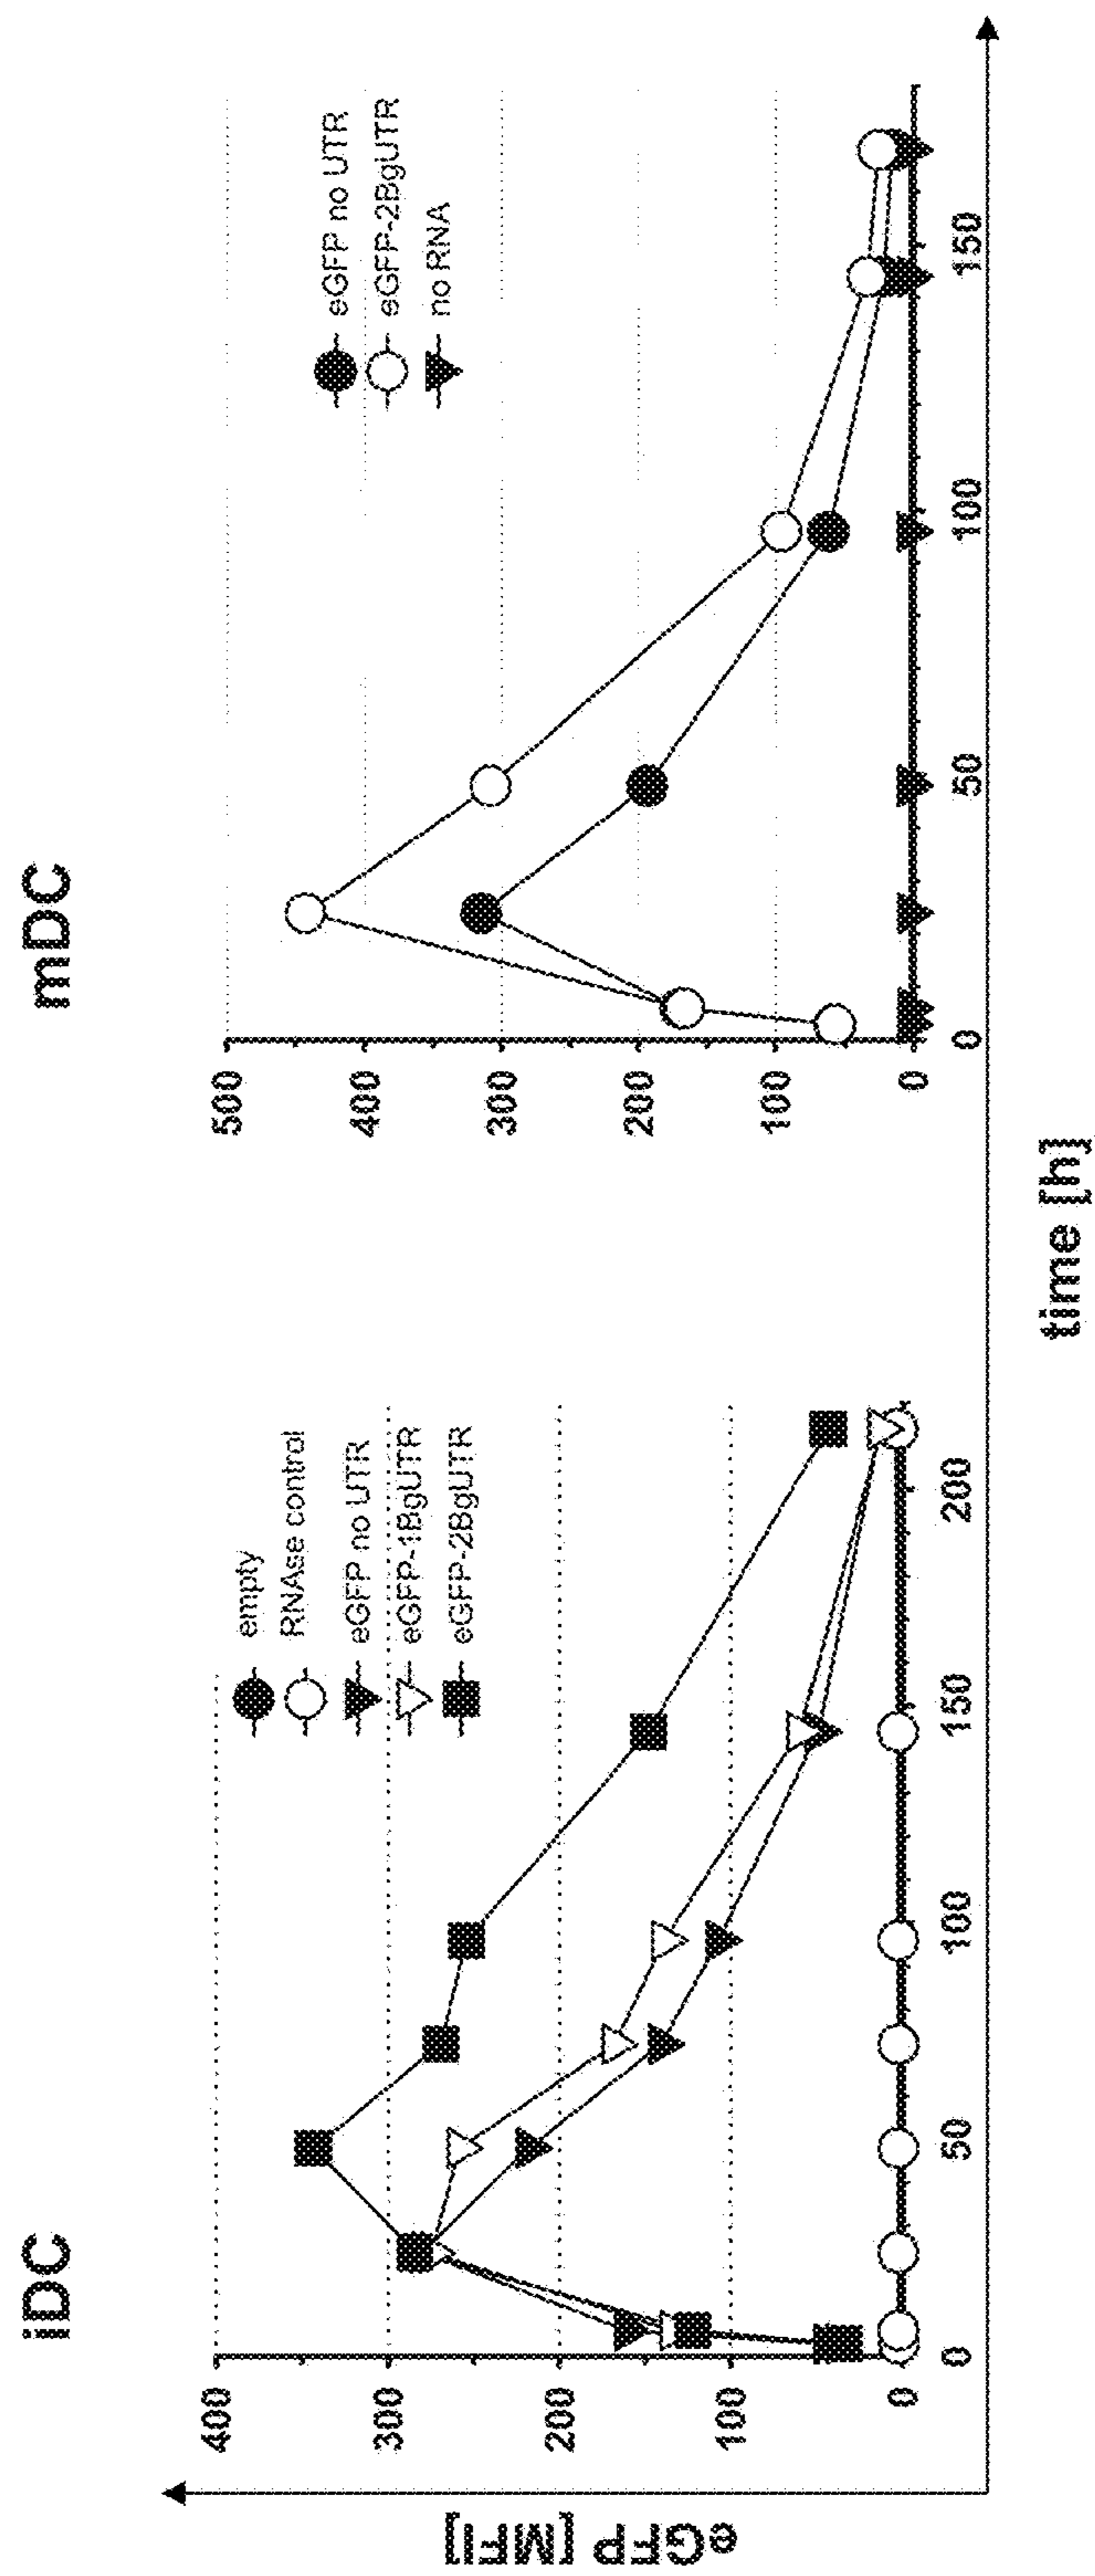 iDC
eGFP [MFI]
400
300
200
100
0
0
50
100
150
200
empty
RNAse control
eGFP no UTR
eGFP-1BgUTR
eGFP-2BgUTR
mDC
500
400
300
200
100
0
0
50
100
150
eGFP no UTR
eGFP-2BgUTR
no RNA
time [h]